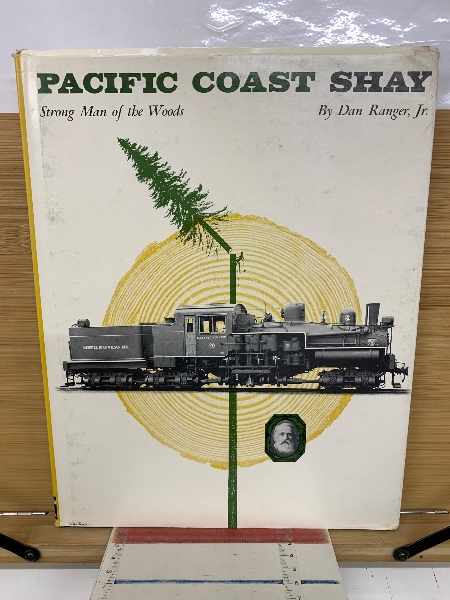 PACIFIC COAST SHAY
Strong Man of the Woods
By Dan Ranger, Jr.